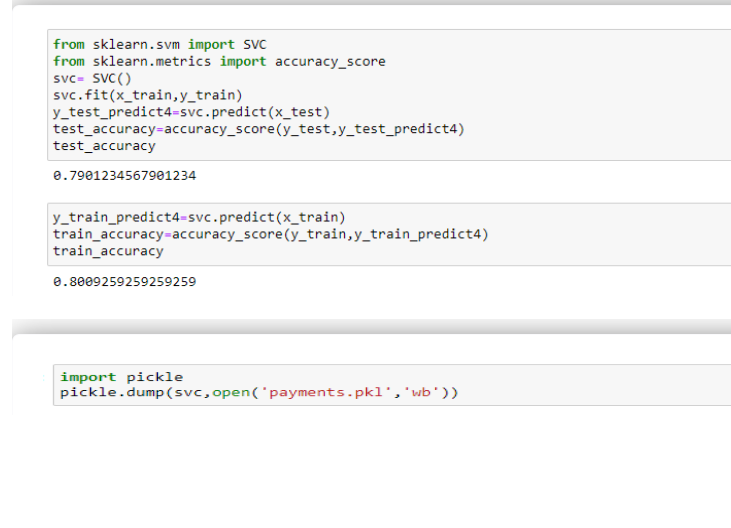 from sklearn.svm import SVC
from sklearn.metrics import accuracy_score
svc= SVC()
svc.fit(x_train,y_train)
y_test_predict4=svc.predict(x_test)
test_accuracy=accuracy_score(y_test,y_test_predict4)
test_accuracy
0.7901234567901234
y_train_predict4=svc.predict(x_train)
train_accuracy=accuracy_score(y_train,y_train_predict4)
train_accuracy
0.8009259259259259
import pickle
pickle.dump(svc,open('payments.pkl','wb'))